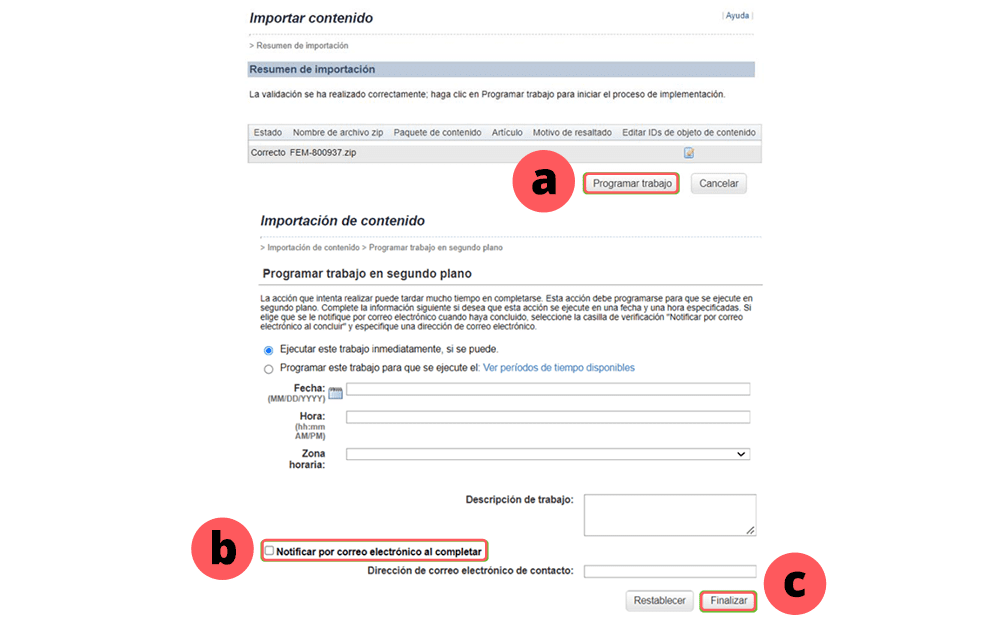 Importar contenido
| Ayuda |
> Resumen de importación
Resumen de importación
La validación se ha realizado correctamente; haga clic en Programar trabajo para iniciar el proceso de implementación.
Estado Nombre de archivo zip Paquete de contenido Artículo Motivo de resaltado Editar IDs de objeto de contenido
Correcto FEM-800937.zip
a
Programar trabajo Cancelar
Importación de contenido
> Importación de contenido > Programar trabajo en segundo plano
Programar trabajo en segundo plano
La acción que intenta realizar puede tardar mucho tiempo en completarse. Esta acción debe programarse para que se ejecute en
segundo plano. Complete la información siguiente si desea que esta acción se ejecute en una fecha y una hora especificadas. Si
elige que se le notifique por correo electrónico cuando haya concluido, seleccione la casilla de verificación "Notificar por correo
electrónico al concluir" y especifique una dirección de correo electrónico.
Ejecutar este trabajo inmediatamente, si se puede.
Programar este trabajo para que se ejecute el: Ver períodos de tiempo disponibles
Fecha:
(MM/DD/YYYY)
Hora:
(hh:mm
AM/PM)
Zona
horaria:
Descripción de trabajo:
b
Notificar por correo electrónico al completar
Dirección de correo electrónico de contacto:
Restablecer Finalizar
c